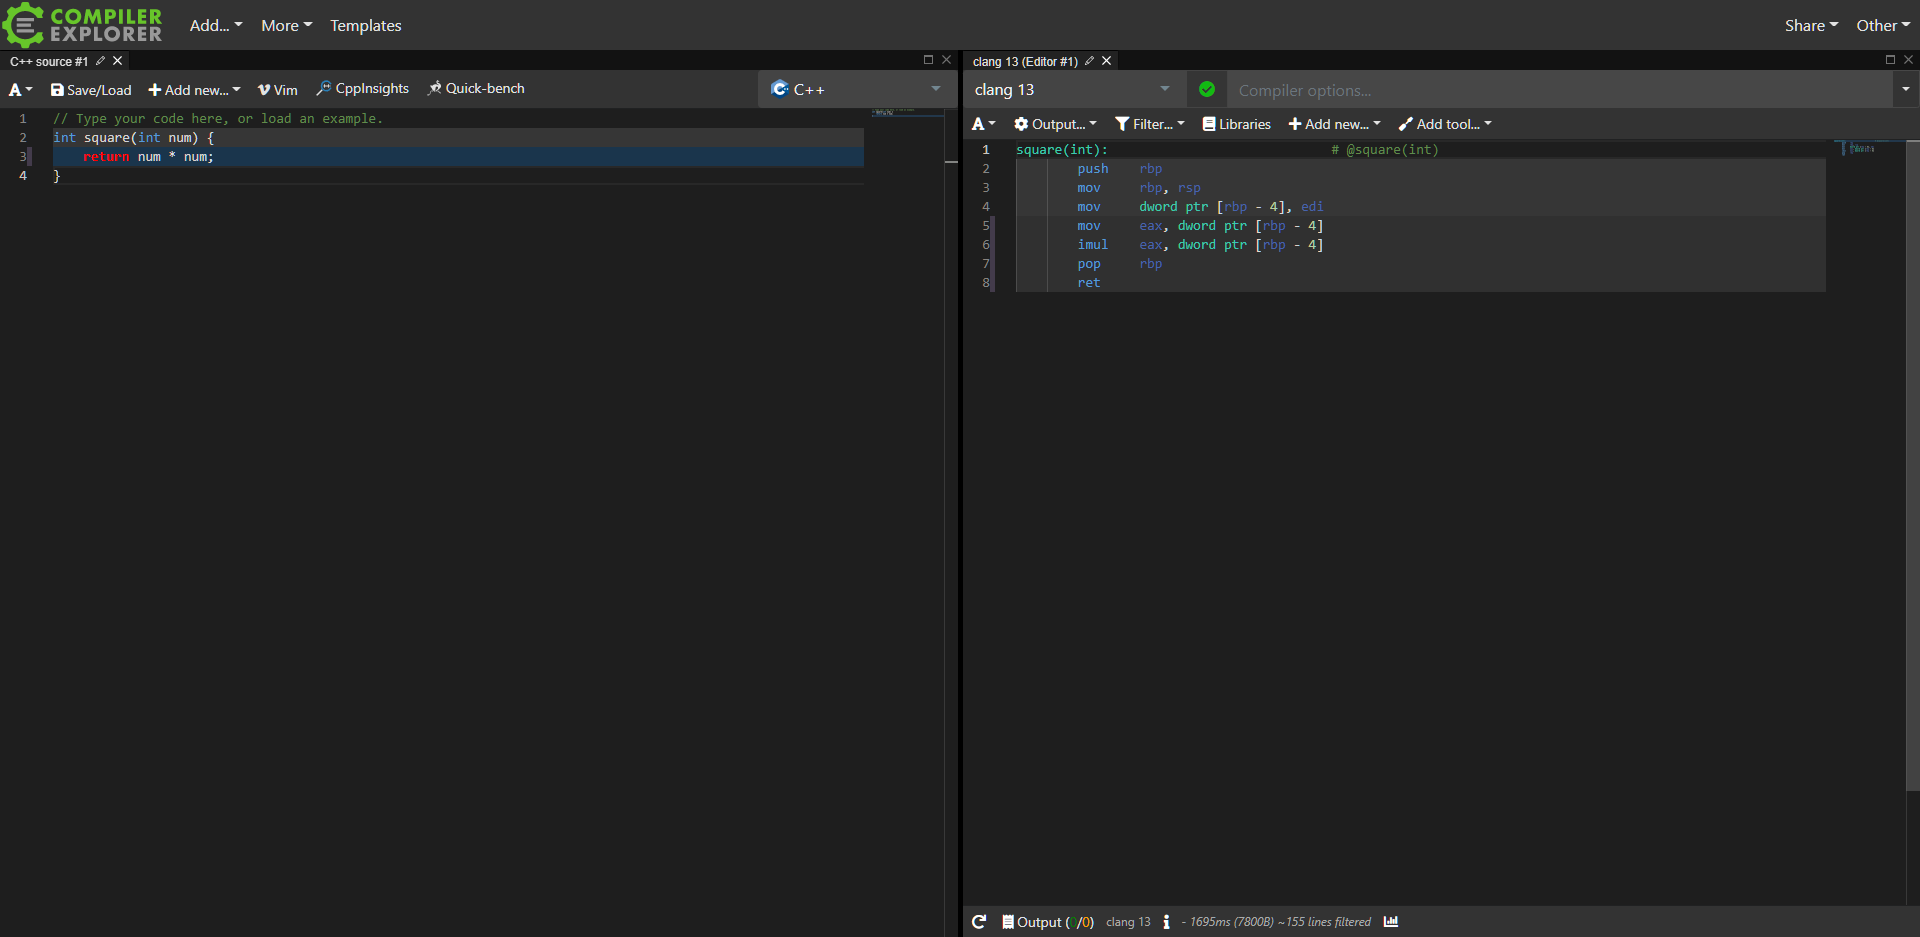 COMPILER
EXPLORER
Add... More Templates
Share Other
C++ source #1
A Save/Load Add new... Vim CppInsights Quick-bench C++
1 // Type your code here, or load an example.
2 int square(int num) {
3 return num * num;
4 }
clang 13 (Editor #1)
clang 13 Compiler options...
A Output... Filter... Libraries Add new... Add tool...
1 square(int): # @square(int)
2 push rbp
3 mov rbp, rsp
4 mov dword ptr [rbp - 4], edi
5 mov eax, dword ptr [rbp - 4]
6 imul eax, dword ptr [rbp - 4]
7 pop rbp
8 ret
Output (0/0) clang 13 i - 1695ms (7800B) ~155 lines filtered